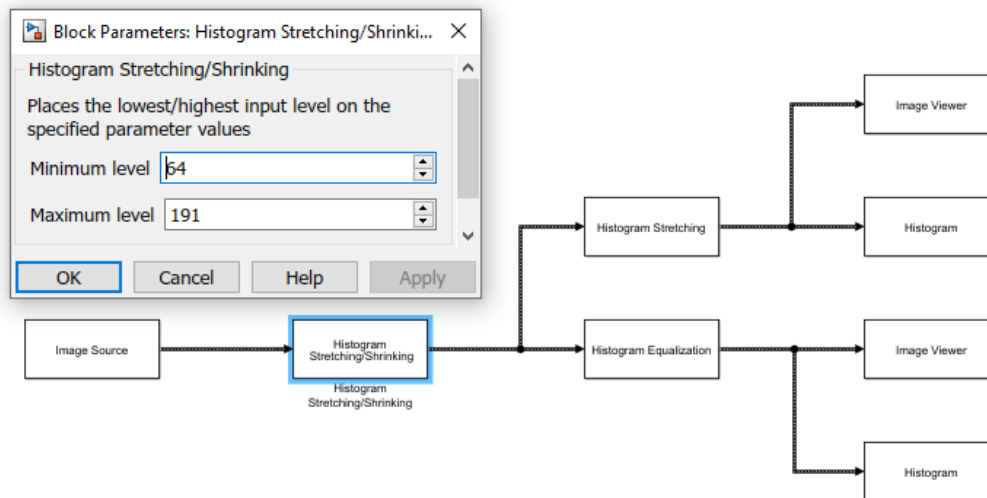 Block Parameters: Histogram Stretching/Shrinki...
Histogram Stretching/Shrinking
Places the lowest/highest input level on the
specified parameter values
Minimum level 64
Maximum level 191
OK Cancel Help Apply
Image Viewer
Histogram Stretching
Histogram
Image Source
Histogram
Stretching/Shrinking
Histogram
Stretching/Shrinking
Histogram Equalization
Image Viewer
Histogram